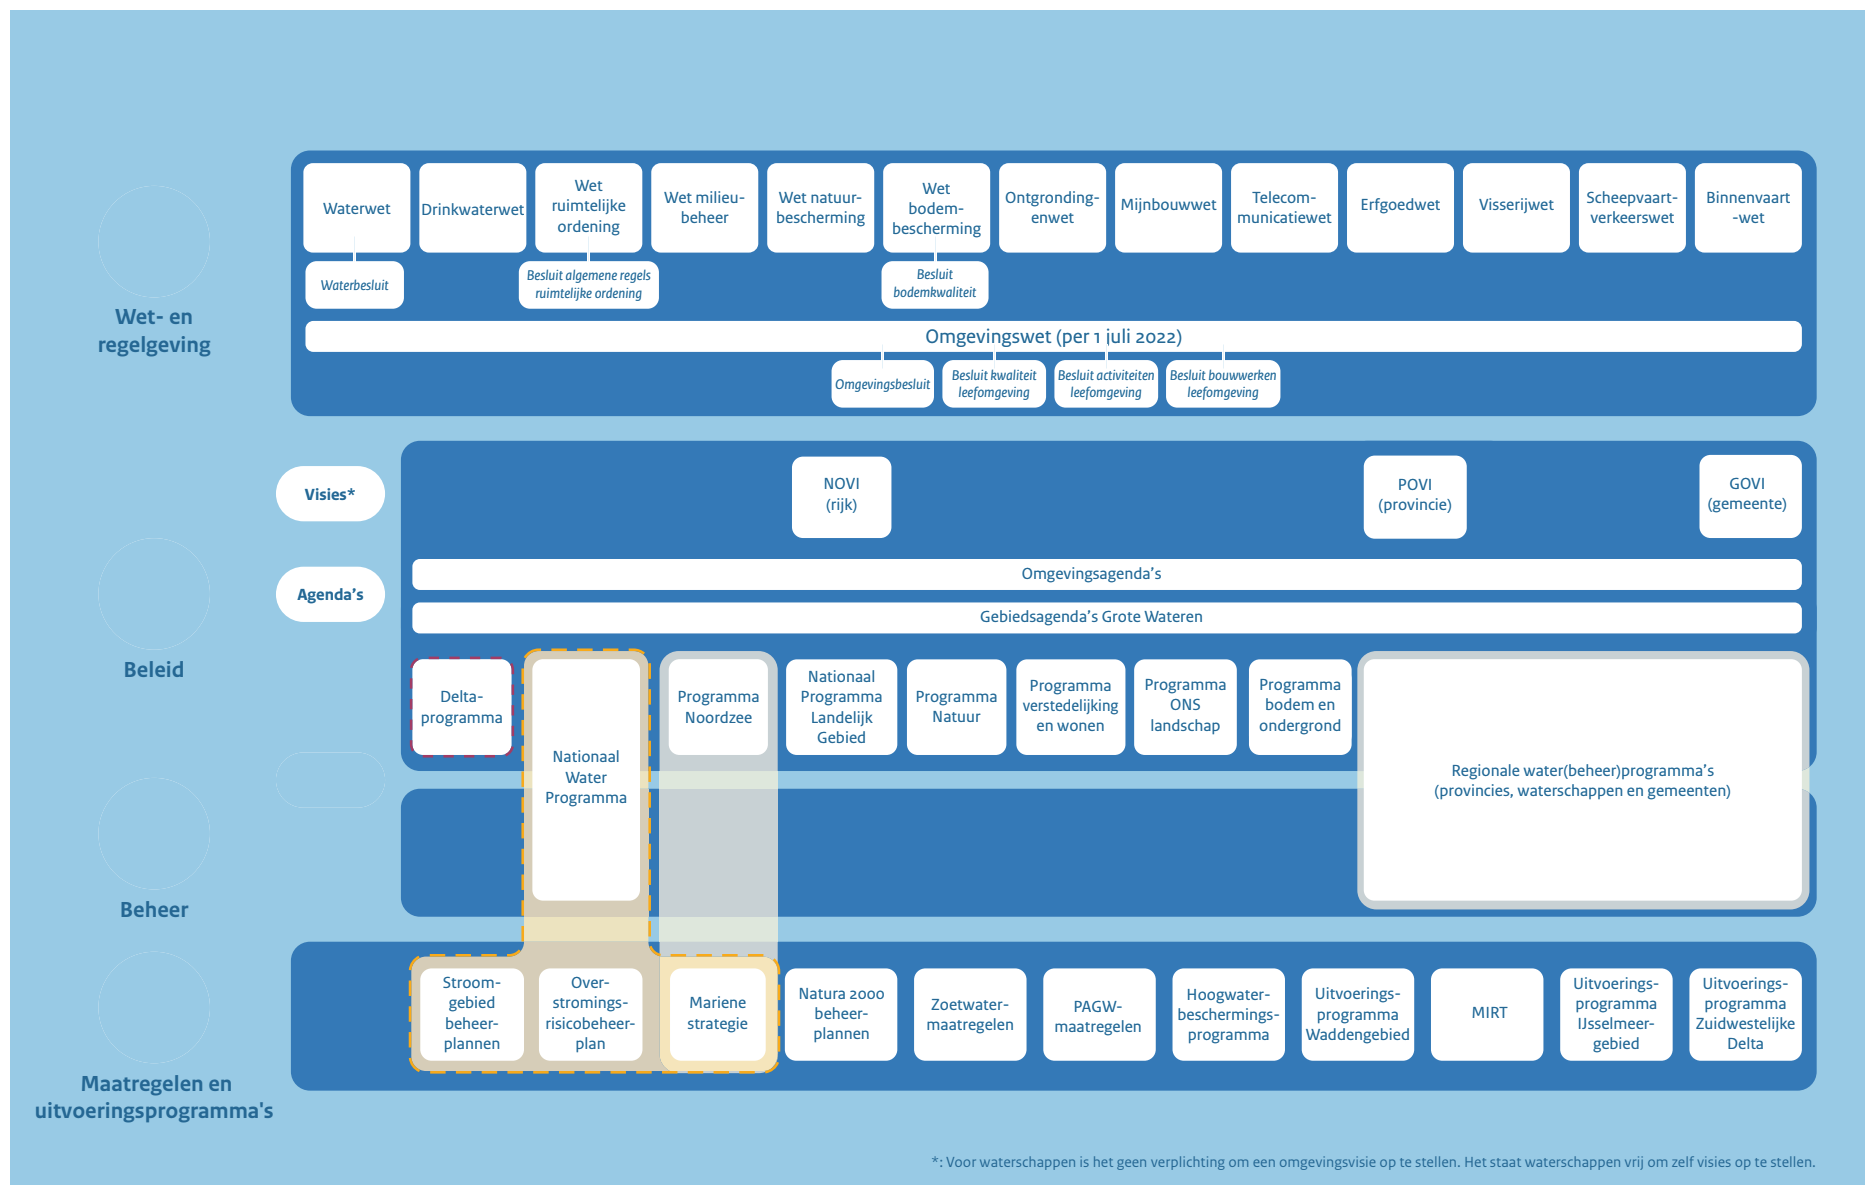 Wet- en
regelgeving
Waterwet
Drinkwaterwet
Wet
ruimtelijke
ordening
Wet milieu-
beheer
Wet natuur-
bescherming
Wet
bodem-
bescherming
Ontgronding-
enwet
Mijnbouwwet
Telecom-
municatiewet
Erfgoedwet
Visserijwet
Scheepvaart-
verkeerswet
Binnenvaart
-wet
Waterbesluit
Besluit algemene regels
ruimtelijke ordening
Besluit
bodemkwaliteit
Omgevingswet (per 1 juli 2022)
Omgevingsbesluit
Besluit kwaliteit
leefomgeving
Besluit activiteiten
leefomgeving
Besluit bouwwerken
leefomgeving
Beleid
Visies*
NOVI
(rijk)
POVI
(provincie)
GOVI
(gemeente)
Agenda's
Omgevingsagenda's
Gebiedsagenda's Grote Wateren
Delta-
programma
Nationaal
Water
Programma
Programma
Noordzee
Nationaal
Programma
Landelijk
Gebied
Programma
Natuur
Programma
verstedelijking
en wonen
Programma
ONS
landschap
Programma
bodem en
ondergrond
Regionale water(beheer)programma's
(provincies, waterschappen en gemeenten)
Beheer
Maatregelen en
uitvoeringsprogramma's
Stroom-
gebied
beheer-
plannen
Over-
stromings-
risicobeheer-
plan
Mariene
strategie
Natura 2000
beheer-
plannen
Zoetwater-
maatregelen
PAGW-
maatregelen
Hoogwater-
beschermings-
programma
Uitvoerings-
programma
Waddengebied
MIRT
Uitvoerings-
programma
IJsselmeer-
gebied
Uitvoerings-
programma
Zuidwestelijke
Delta
*: Voor waterschappen is het geen verplichting om een omgevingsvisie op te stellen. Het staat waterschappen vrij om zelf visies op te stellen.